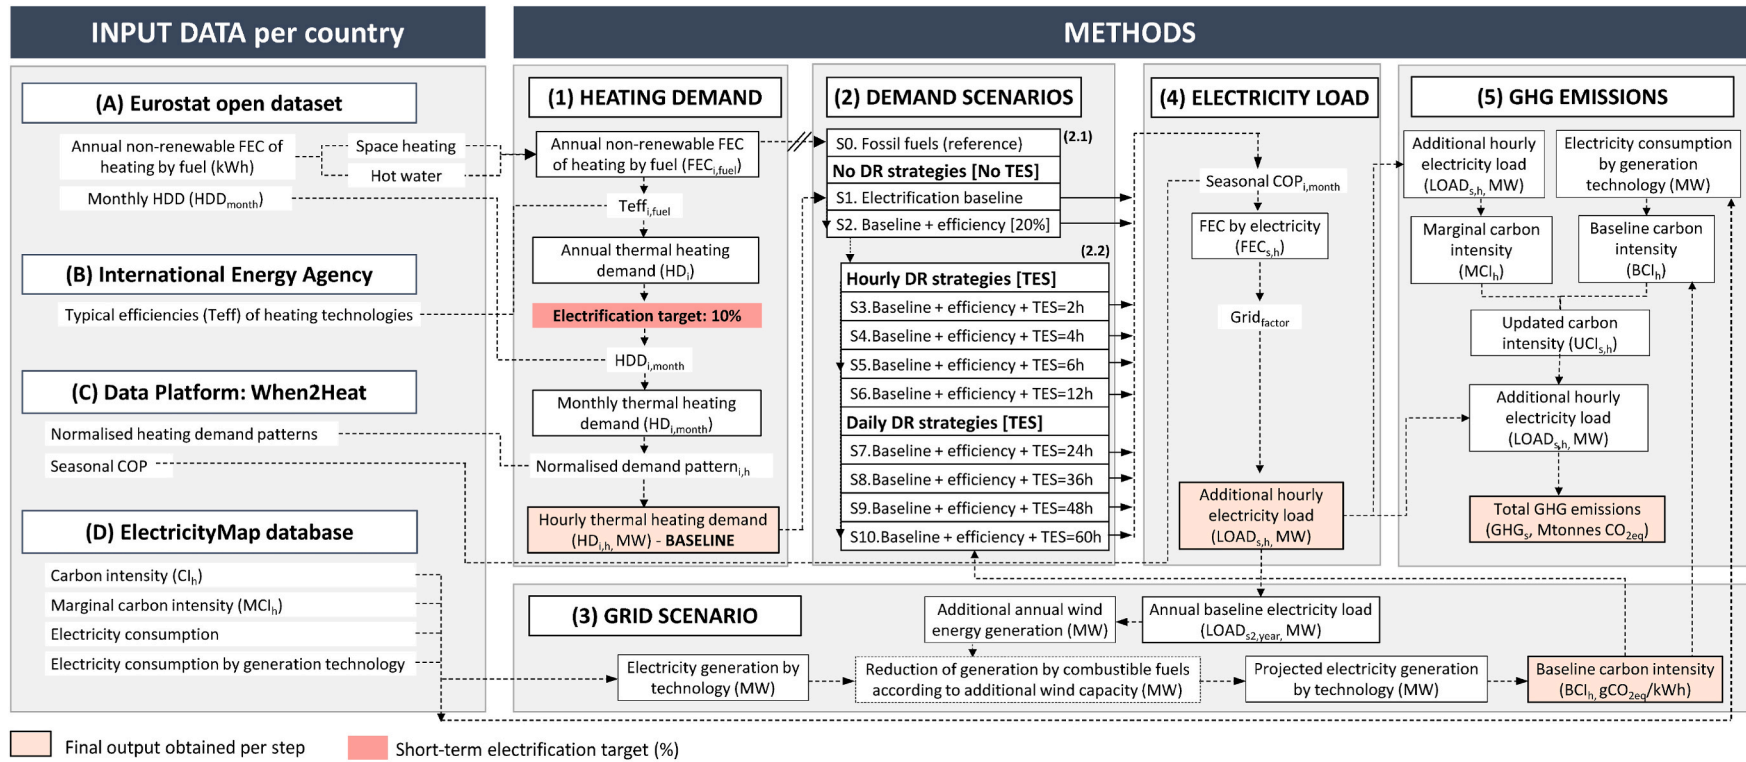 INPUT DATA per country
METHODS
(A) Eurostat open dataset
Annual non-renewable FEC of
heating by fuel (kWh)
Space heating
Hot water
Monthly HDD (HDDmonth)
(B) International Energy Agency
Typical efficiencies (Teff) of heating technologies
(C) Data Platform: When2Heat
Normalised heating demand patterns
Seasonal COP
(D) ElectricityMap database
Carbon intensity (CIh)
Marginal carbon intensity (MCIh)
Electricity consumption
Electricity consumption by generation technology
(1) HEATING DEMAND
Annual non-renewable FEC
of heating by fuel (FECi,fuel)
Teffi,fuel
Annual thermal heating
demand (HDi)
Electrification target: 10%
HDDi,month
Monthly thermal heating
demand (HDi,month)
Normalised demand patterni,h
Hourly thermal heating demand
(HDi,h, MW) - BASELINE
(2) DEMAND SCENARIOS
(2.1)
S0. Fossil fuels (reference)
No DR strategies [No TES]
S1. Electrification baseline
S2. Baseline + efficiency [20%]
(2.2)
Hourly DR strategies [TES]
S3.Baseline + efficiency + TES=2h
S4.Baseline + efficiency + TES=4h
S5.Baseline + efficiency + TES=6h
S6.Baseline + efficiency + TES=12h
Daily DR strategies [TES]
S7.Baseline + efficiency + TES=24h
S8.Baseline + efficiency + TES=36h
S9.Baseline + efficiency + TES=48h
S10.Baseline + efficiency + TES=60h
(4) ELECTRICITY LOAD
Seasonal COPi,month
FEC by electricity
(FECs,h)
Gridfactor
Additional hourly
electricity load
(LOADs,h, MW)
(5) GHG EMISSIONS
Additional hourly
electricity load
(LOADs,h, MW)
Electricity consumption
by generation
technology (MW)
Marginal carbon
intensity
(MCIh)
Baseline carbon
intensity
(BCIh)
Updated carbon
intensity (UCIs,h)
Additional hourly
electricity load
(LOADs,h, MW)
Total GHG emissions
(GHGs, Mtonnes CO2eq)
(3) GRID SCENARIO
Additional annual wind
energy generation (MW)
Annual baseline electricity load
(LOADs2,year, MW)
Electricity generation by
technology (MW)
Reduction of generation by combustible fuels
according to additional wind capacity (MW)
Projected electricity generation
by technology (MW)
Baseline carbon intensity
(BCIh, gCO2eq/kWh)
Final output obtained per step
Short-term electrification target (%)